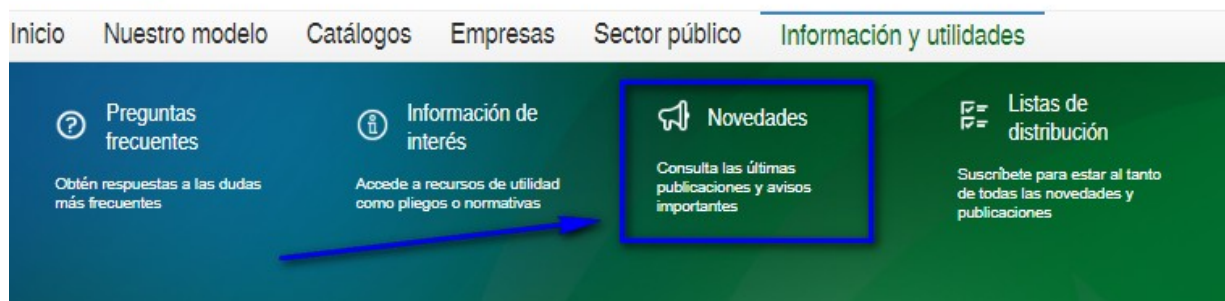 Inicio Nuestro modelo Catálogos Empresas Sector público Información y utilidades
Preguntas
frecuentes
Obtén respuestas a las dudas
más frecuentes
Información de
interés
Accede a recursos de utilidad
como pliegos o normativas
Novedades
Consulta las últimas
publicaciones y avisos
importantes
Listas de
distribución
Suscríbete para estar al tanto
de todas las novedades y
publicaciones